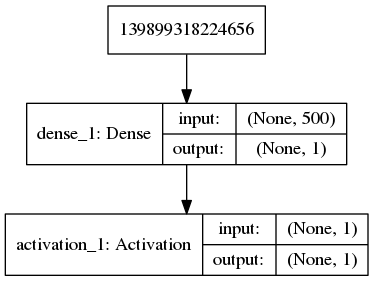 139899318224656
dense_1: Dense
input:
(None, 500)
output:
(None, 1)
activation_1: Activation
input:
(None, 1)
output:
(None, 1)